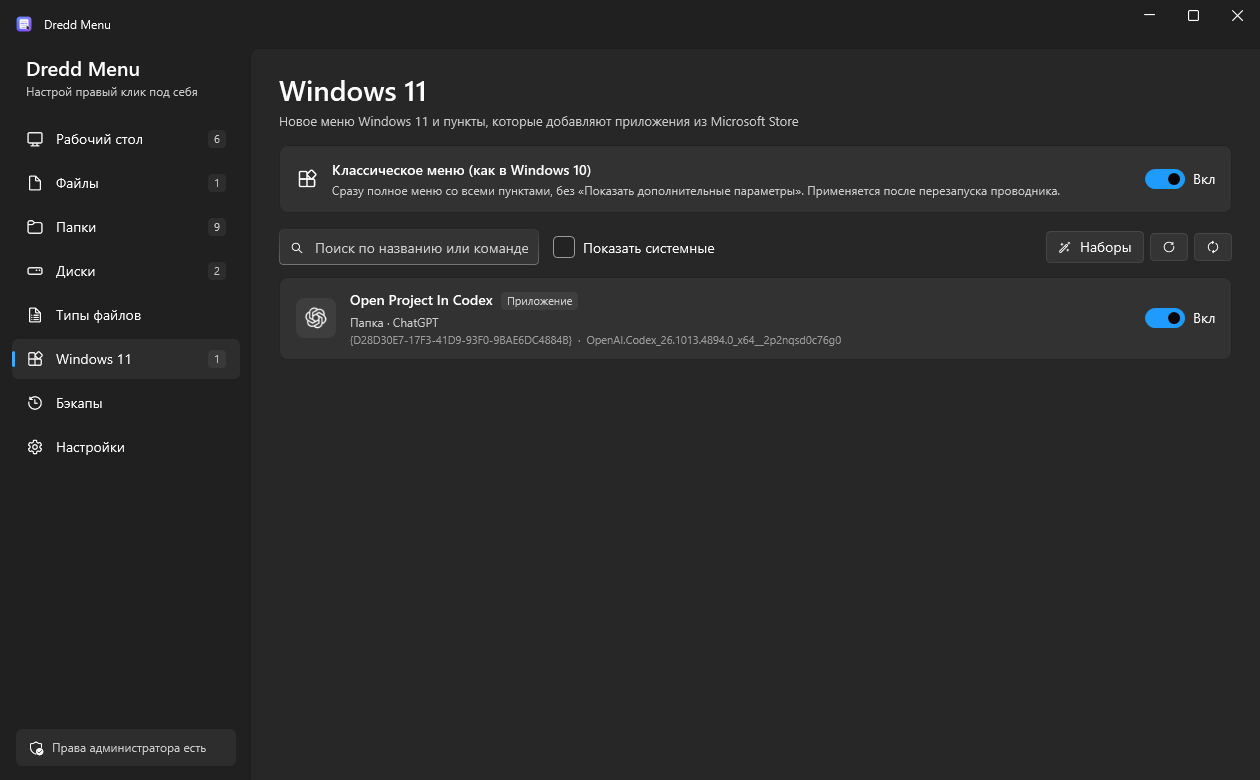 Dredd Menu
Dredd Menu
Настрой правый клик под себя
Рабочий стол 6
Файлы 1
Папки 9
Диски 2
Типы файлов
Windows 11 1
Бэкапы
Настройки
Права администратора есть
Windows 11
Новое меню Windows 11 и пункты, которые добавляют приложения из Microsoft Store
Классическое меню (как в Windows 10)
Сразу полное меню со всеми пунктами, без «Показать дополнительные параметры». Применяется после перезапуска проводника.
Вкл
Поиск по названию или команде
Показать системные
Наборы
Open Project In Codex Приложение
Папка · ChatGPT
{D28D30E7-17F3-41D9-93F0-9BAE6DC4884B} · OpenAI.Codex_26.1013.4894.0_x64__2p2nqsd0c76g0
Вкл